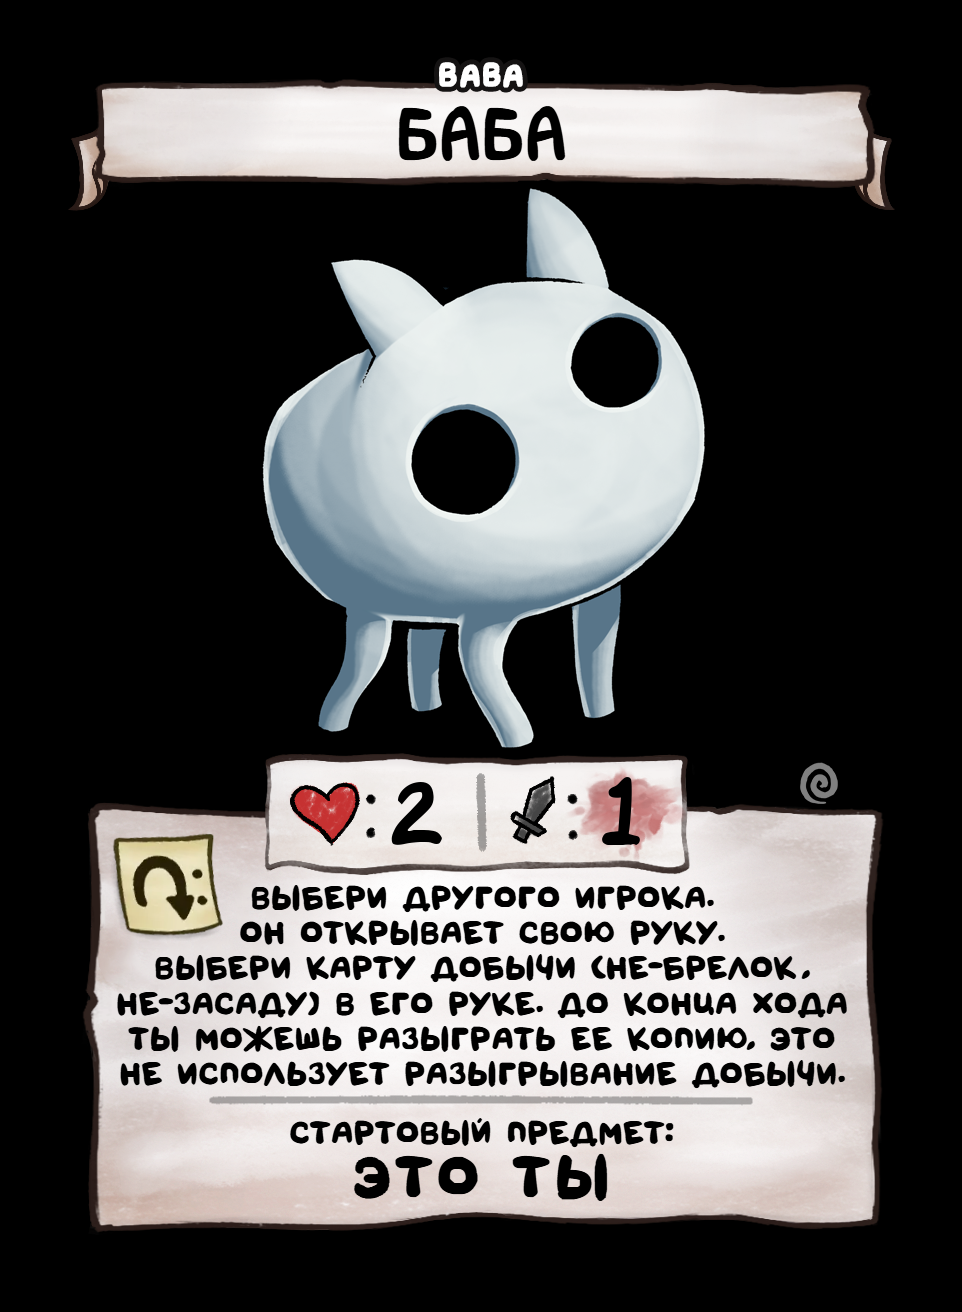 BABA
БАБА
2
1
ВЫБЕРИ ДРУГОГО ИГРОКА.
ОН ОТКРЫВАЕТ СВОЮ РУКУ.
ВЫБЕРИ КАРТУ ДОБЫЧИ (НЕ-БРЕЛОК,
НЕ-ЗАСАДУ) В ЕГО РУКЕ. ДО КОНЦА ХОДА
ТЫ МОЖЕШЬ РАЗЫГРАТЬ ЕЕ КОПИЮ, ЭТО
НЕ ИСПОЛЬЗУЕТ РАЗЫГРЫВАНИЕ ДОБЫЧИ.
СТАРТОВЫЙ ПРЕДМЕТ:
ЭТО ТЫ